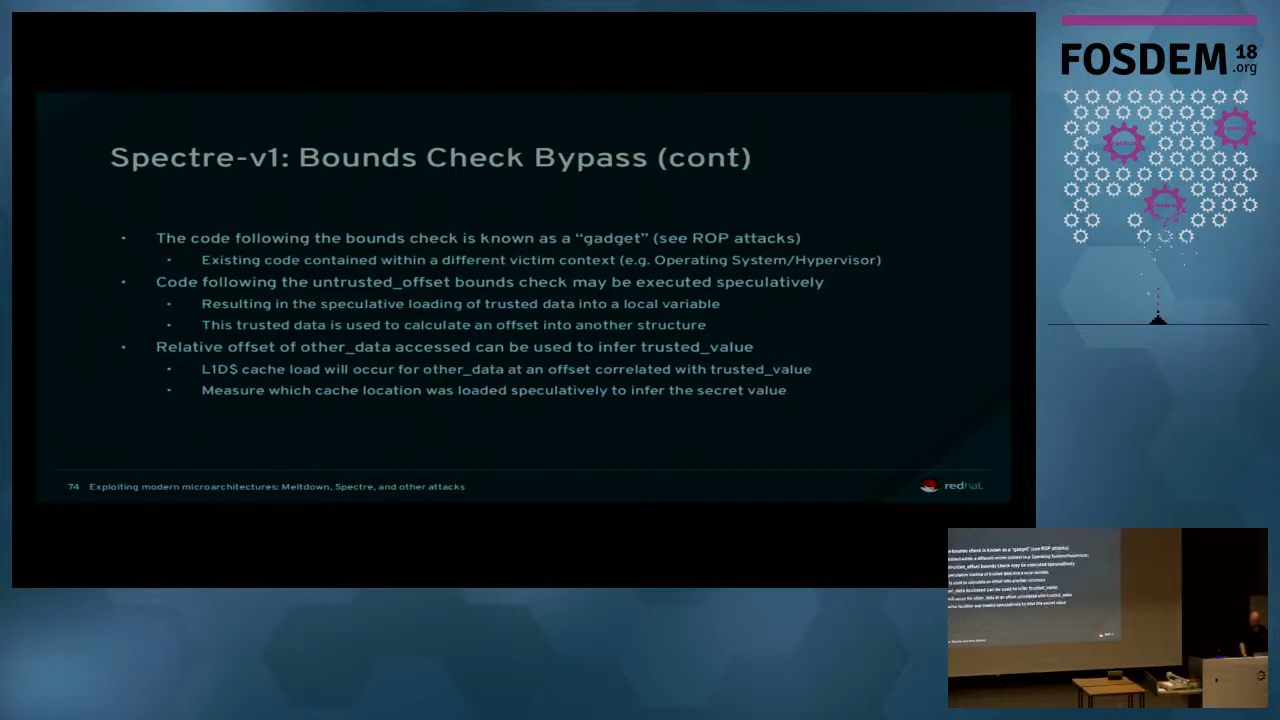 FOSDEM 18
.org
Spectre-v1: Bounds Check Bypass (cont)
• The code following the bounds check is known as a “gadget” (see ROP attacks)
• Existing code contained within a different victim context (e.g. Operating System/Hypervisor)
• Code following the untrusted_offset bounds check may be executed speculatively
• Resulting in the speculative loading of trusted data into a local variable
• This trusted data is used to calculate an offset into another structure
• Relative offset of other_data accessed can be used to infer trusted_value
• L1D$ cache load will occur for other_data at an offset correlated with trusted_value
• Measure which cache location was loaded speculatively to infer the secret value
74 Exploiting modern microarchitectures: Meltdown, Spectre, and other attacks
redhat.